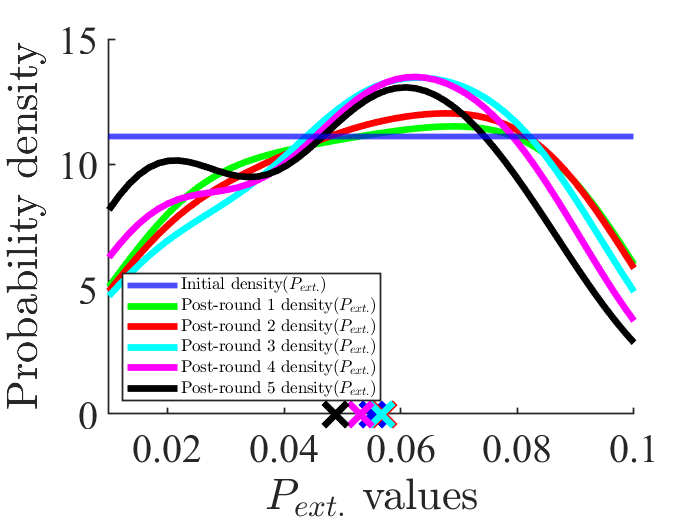 15
10
5
0
Probability density
Initial density(P_ext.)
Post-round 1 density(P_ext.)
Post-round 2 density(P_ext.)
Post-round 3 density(P_ext.)
Post-round 4 density(P_ext.)
Post-round 5 density(P_ext.)
0.02 0.04 0.06 0.08 0.1
P_ext. values